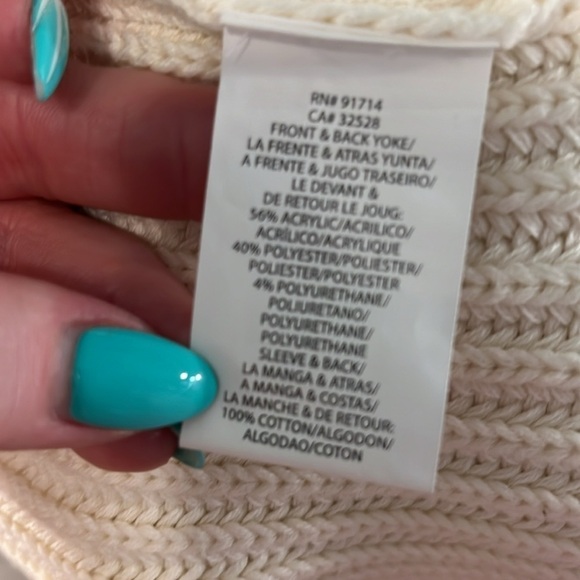 RN# 91714
CA# 32528
FRONT & BACK YOKE/
LA FRENTE & ATRAS YUNTA/
A FRENTE & JUGO TRASEIRO/
LE DEVANT &
DE RETOUR LE JOUG:
56% ACRYLIC/ACRILICO/
ACRÍLICO/ACRYLIQUE
40% POLYESTER/POLIESTER/
POLIESTER/POLYESTER
4% POLYURETHANE/
POLIURETANO/
POLYURETHANE/
POLYURETHANE
SLEEVE & BACK/
LA MANGA & ATRAS/
A MANGA & COSTAS/
LA MANCHE & DE RETOUR:
100% COTTON/ALGODON/
ALGODAO/COTON